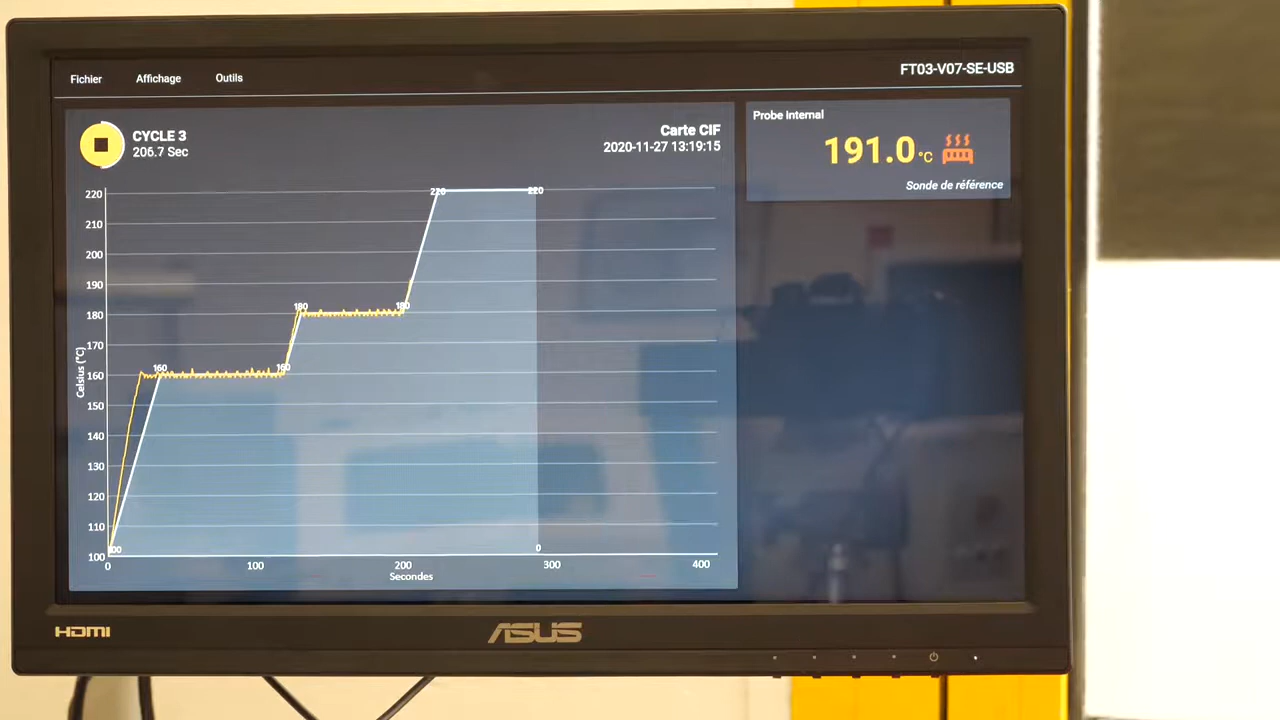 Fichier Affichage Outils
FT03-V07-SE-USB
CYCLE 3
206.7 Sec
Carte CIF
2020-11-27 13:19:15
Probe Internal
191.0 °C
Sonde de référence
220
210
200
190
180
170
160
150
140
130
120
110
100
Celsius (°C)
160
160
180
180
220
220
0
0 100 200 300 400
Secondes
HDMI
ASUS